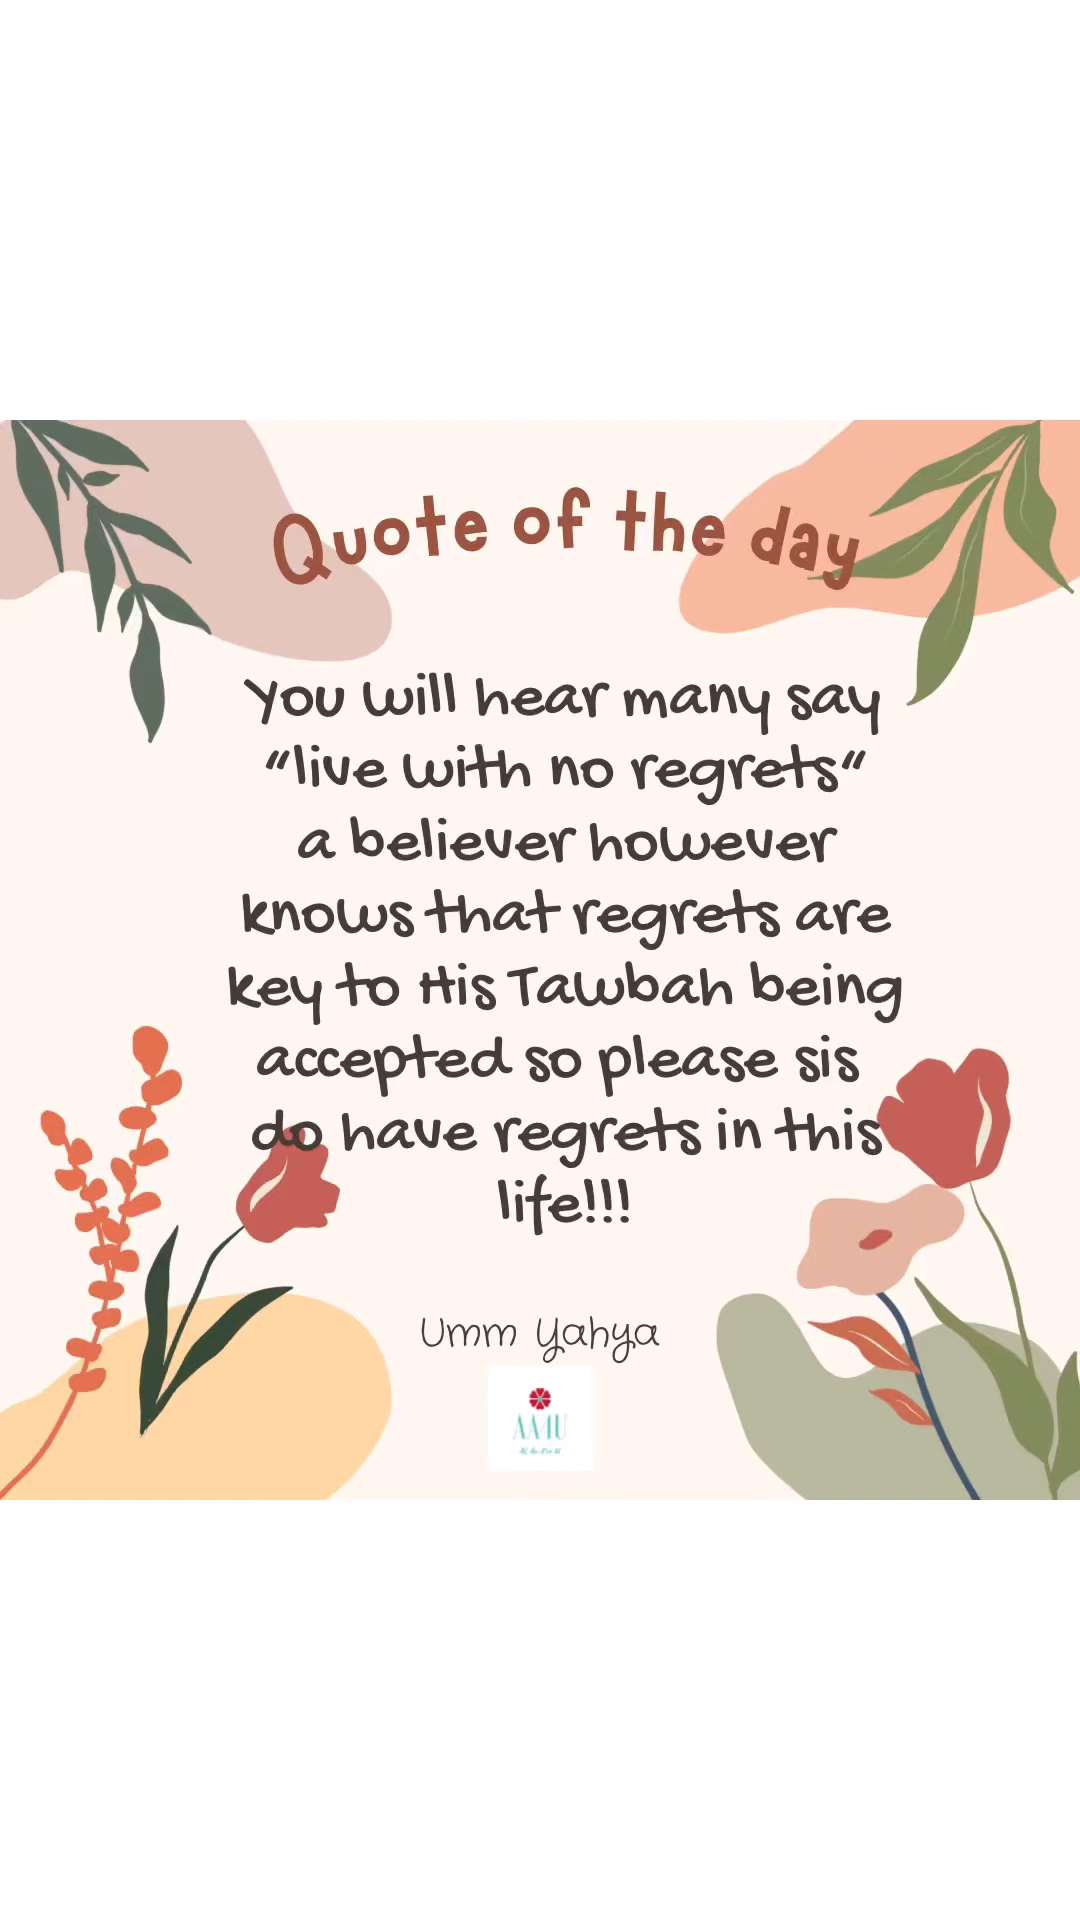 Quote of the day
You will hear many say
“live with no regrets“
a believer however
knows that regrets are
key to His Tawbah being
accepted so please sis
do have regrets in this
life!!!
Umm Yahya
AA4U